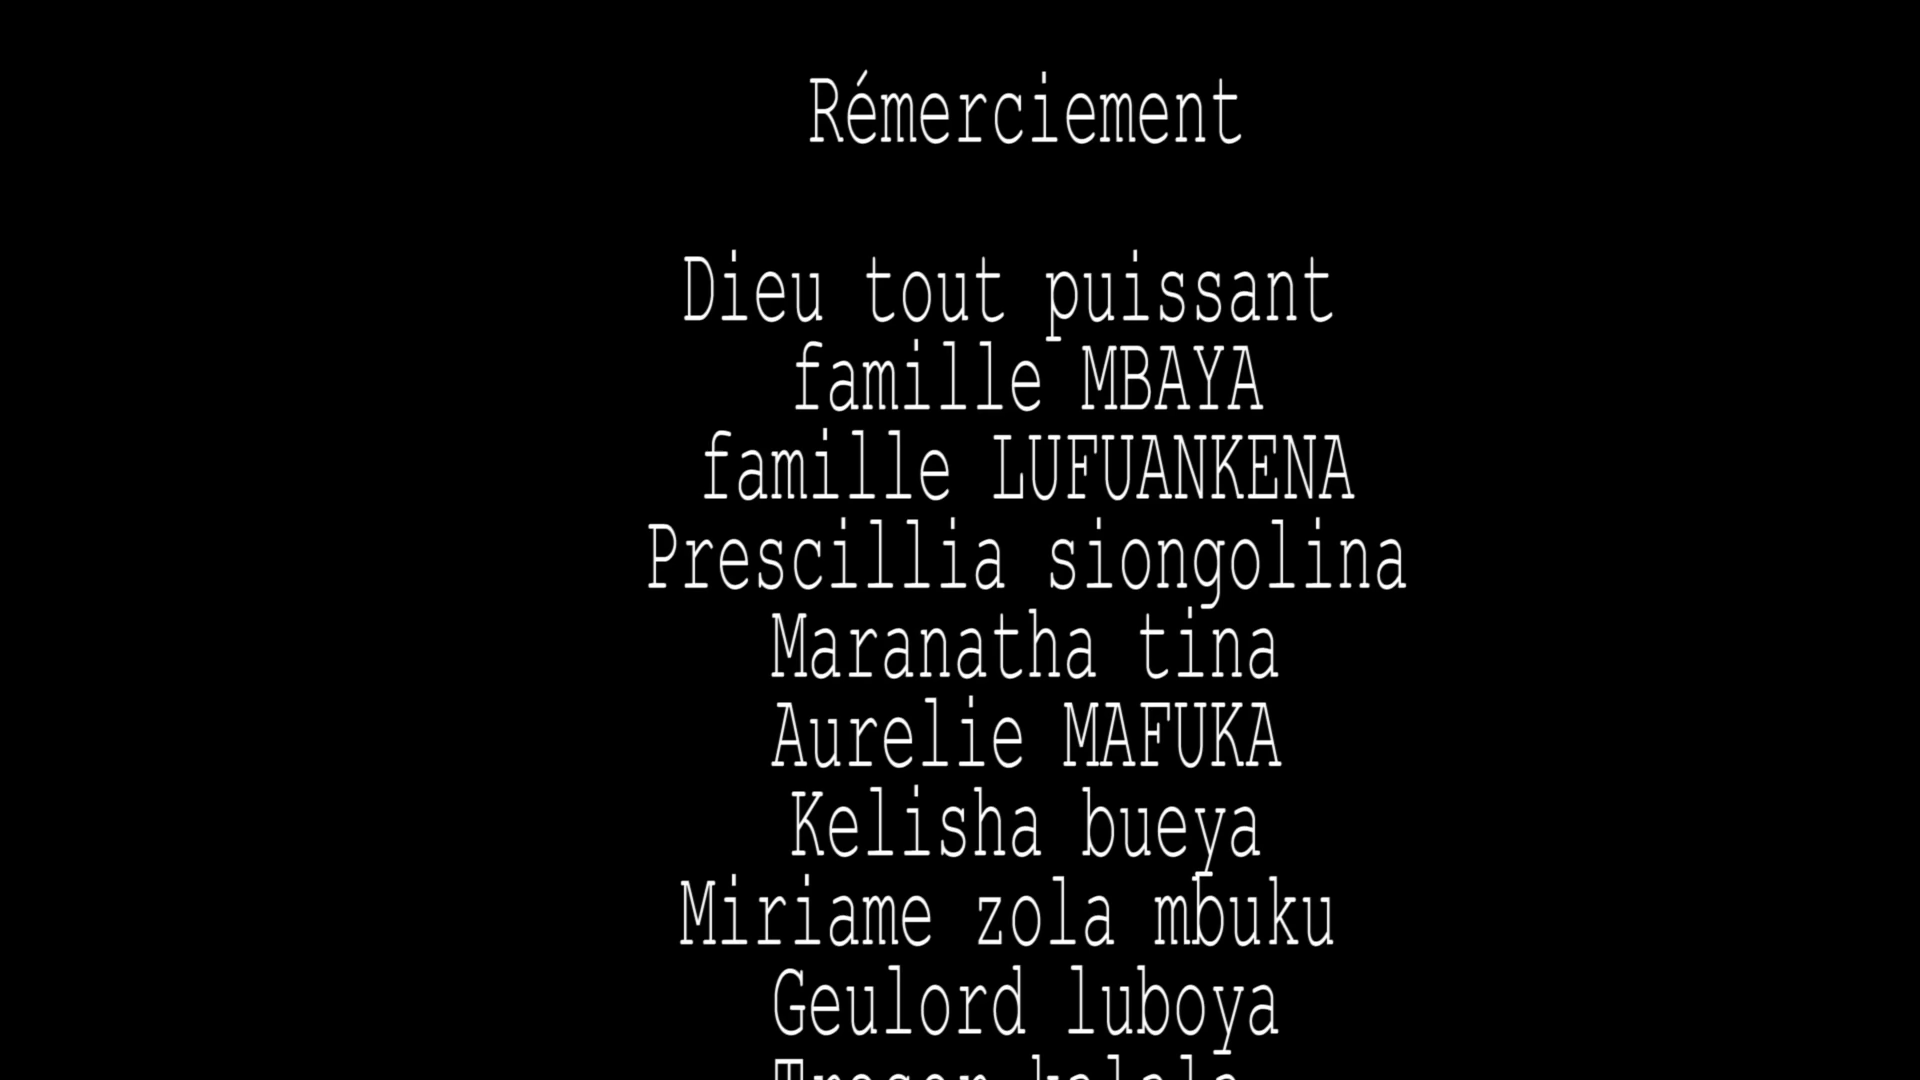 Rémerciement
Dieu tout puissant
famille MBAYA
famille LUFUANKENA
Prescillia siongolina
Maranatha tina
Aurelie MAFUKA
Kelisha bueya
Miriame zola mbuku
Geulord luboya